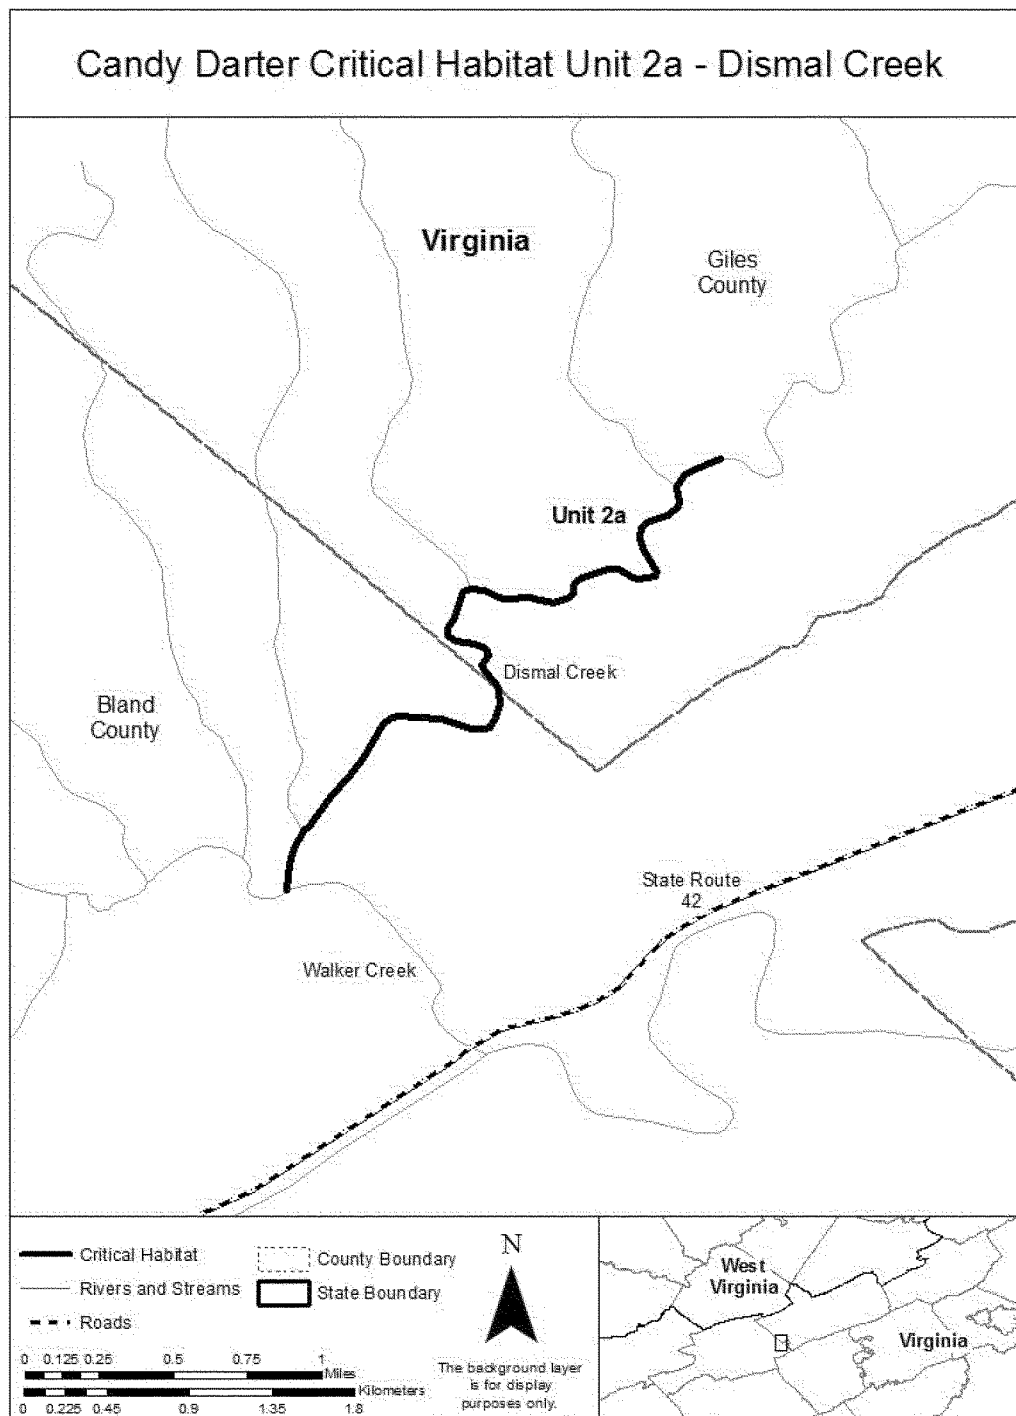 Candy Darter Critical Habitat Unit 2a - Dismal Creek
Virginia
Giles
County
Unit 2a
Dismal Creek
Bland
County
State Route
42
Walker Creek
Critical Habitat
Rivers and Streams
Roads
County Boundary
State Boundary
0 0.125 0.25 0.5 0.75 1
Miles
Kilometers
0 0.225 0.45 0.9 1.35 1.8
N
The background layer
is for display
purposes only.
West
Virginia
Virginia